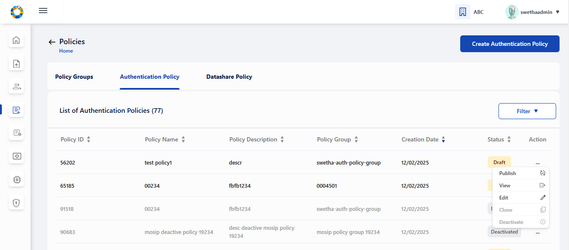 ABC
swethaadmin
Policies
Home
Create Authentication Policy
Policy Groups
Authentication Policy
Datashare Policy
List of Authentication Policies (77)
Filter
Policy ID Policy Name Policy Description Policy Group Creation Date Status Action
56202 test policy1 descr swetha-auth-policy-group 12/02/2025 Draft ...
Publish
View
65185 00234 fbfb1234 0004501 12/02/2025
Edit
91518 00234 fbfb1234 swetha-auth-policy-group 12/02/2025
Clone
Deactivate
90683 mosip deactive policy 19234 desc deactive mosip policy 19234 mosip policy group 19234 12/02/2025 Deactivated ...